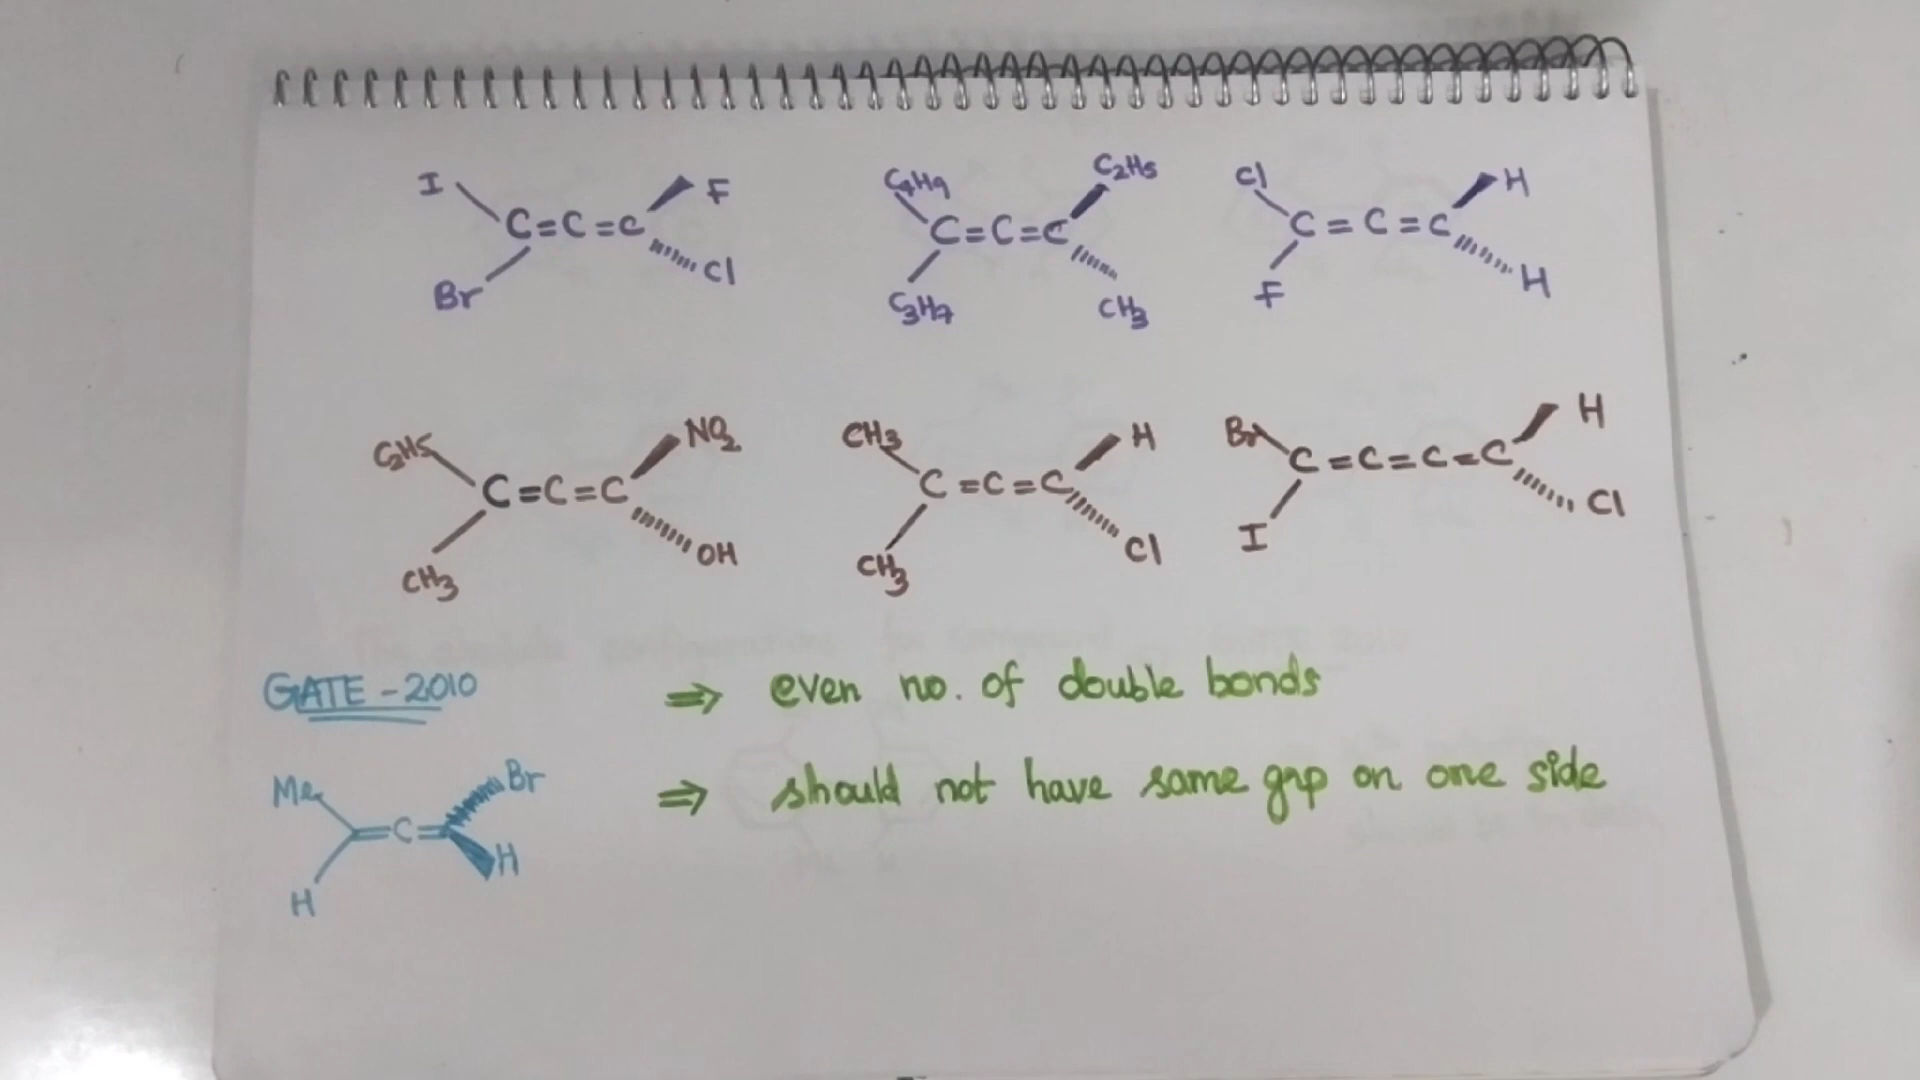 I C=C=C F
Br Cl
C4H9 C=C=C C2H5
C3H7 CH3
Cl C=C=C H
F H
C2H5 C=C=C NO2
CH3 OH
CH3 C=C=C H
CH3 Cl
Br C=C=C=C H
I Cl
GATE-2010
⇒ even no. of double bonds
Me =C= Br
H H
⇒ should not have same grp on one side